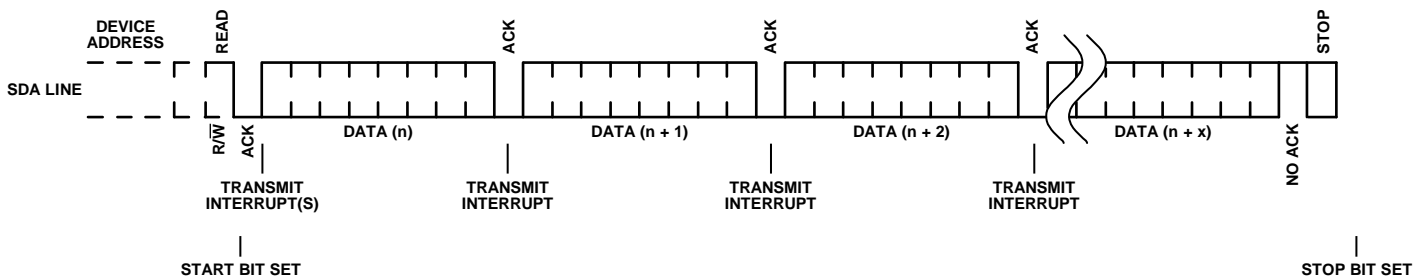 DEVICE
ADDRESS
READ
ACK
ACK
ACK
STOP
SDA LINE
R/W
ACK
DATA (n)
DATA (n + 1)
DATA (n + 2)
DATA (n + x)
NO ACK
TRANSMIT
INTERRUPT(S)
TRANSMIT
INTERRUPT
TRANSMIT
INTERRUPT
TRANSMIT
INTERRUPT
START BIT SET
STOP BIT SET